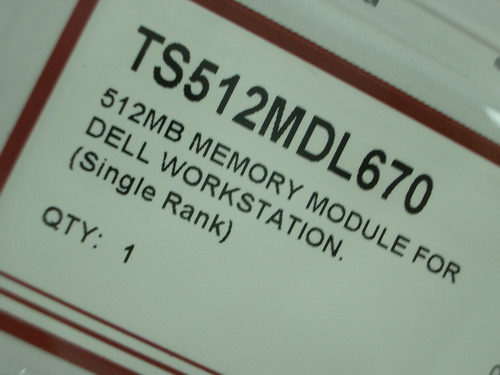 TS512MDL670
512MB MEMORY MODULE FOR
DELL WORKSTATION.
(Single Rank)
QTY: 1